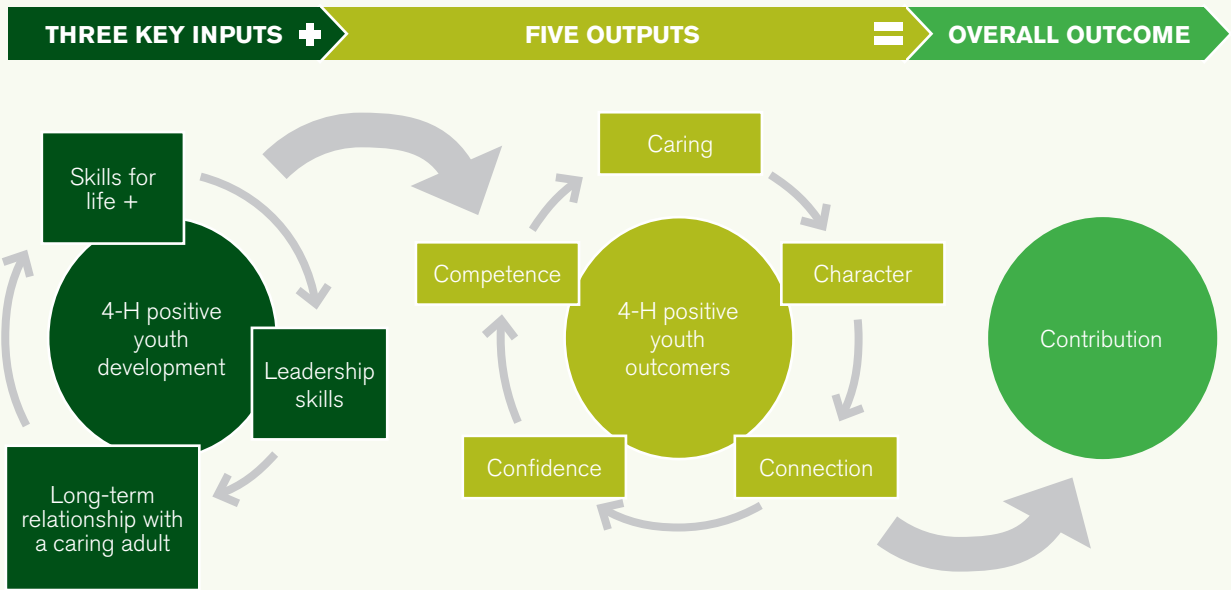 THREE KEY INPUTS +
FIVE OUTPUTS =
OVERALL OUTCOME
Skills for
life +
4-H positive
youth
development
Leadership
skills
Long-term
relationship with
a caring adult
Caring
Competence
Character
4-H positive
youth
outcomers
Confidence
Connection
Contribution